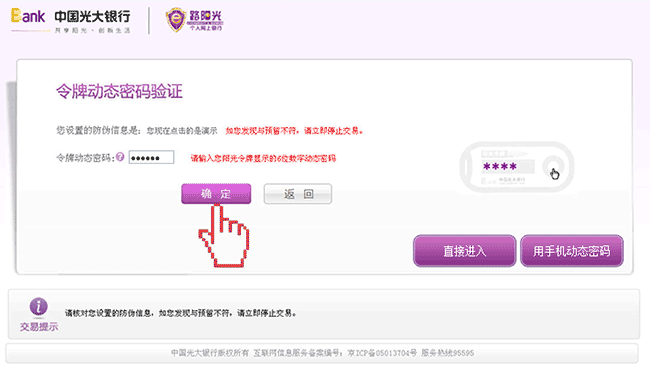 Bank 中国光大银行
共享阳光·创新生活
e路阳光
个人网上银行
令牌动态密码验证
您设置的防伪信息是: 您现在点击的是演示 如您发现与预留不符，请立即停止交易。
令牌动态密码: ? ●●●●●● 请输入您阳光令牌显示的6位数字动态密码
****
中国光大银行
确 定 返 回
直接进入 用手机动态密码
i 交易提示
请核对您设置的防伪信息，如您发现与预留不符，请立即停止交易。
中国光大银行版权所有 互联网信息服务备案编号: 京ICP备05013704号 服务热线95595